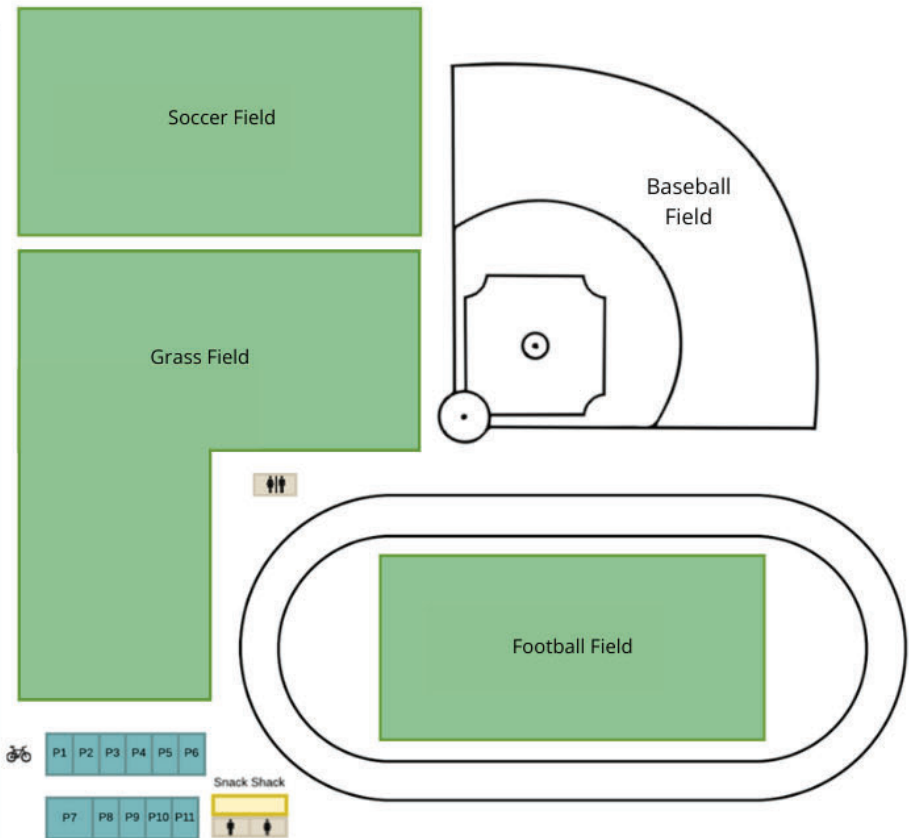 Soccer Field
Baseball
Field
Grass Field
Football Field
P1 P2 P3 P4 P5 P6
Snack Shack
P7 P8 P9 P10 P11